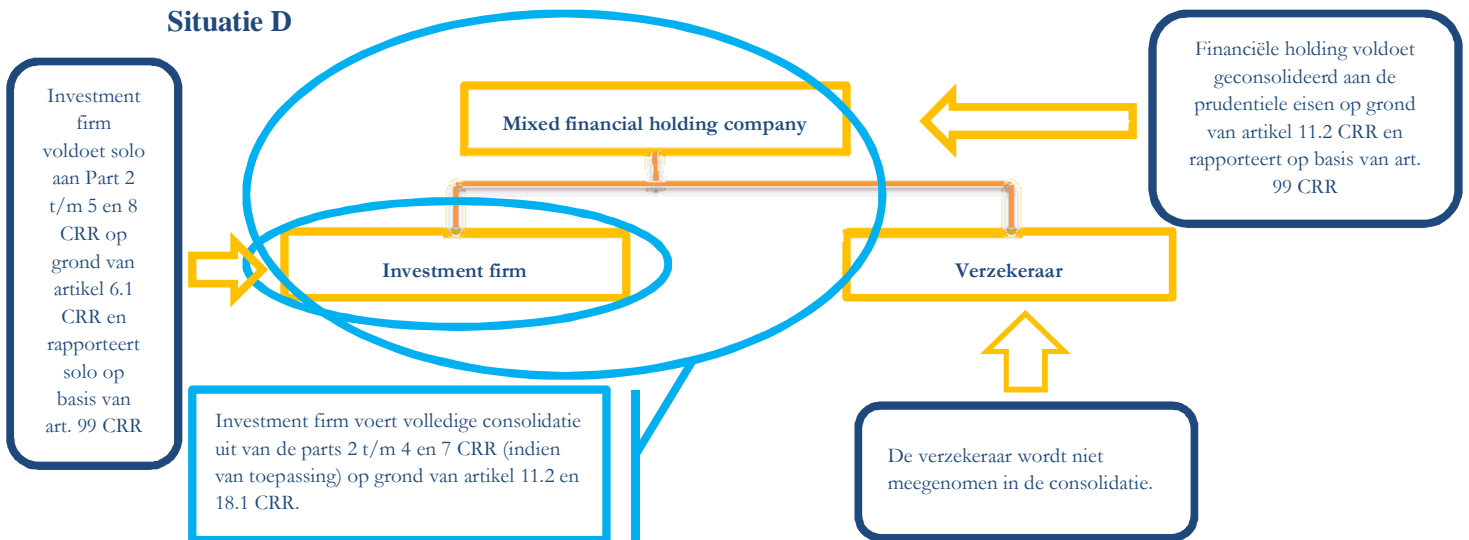 Situatie D
Investment
firm
voldoet solo
aan Part 2
t/m 5 en 8
CRR op
grond van
artikel 6.1
CRR en
rapporteert
solo op
basis van
art. 99 CRR
Mixed financial holding company
Financiële holding voldoet
geconsolideerd aan de
prudentiele eisen op grond
van artikel 11.2 CRR en
rapporteert op basis van art.
99 CRR
Investment firm
Verzekeraar
Investment firm voert volledige consolidatie
uit van de parts 2 t/m 4 en 7 CRR (indien
van toepassing) op grond van artikel 11.2 en
18.1 CRR.
De verzekeraar wordt niet
meegenomen in de consolidatie.